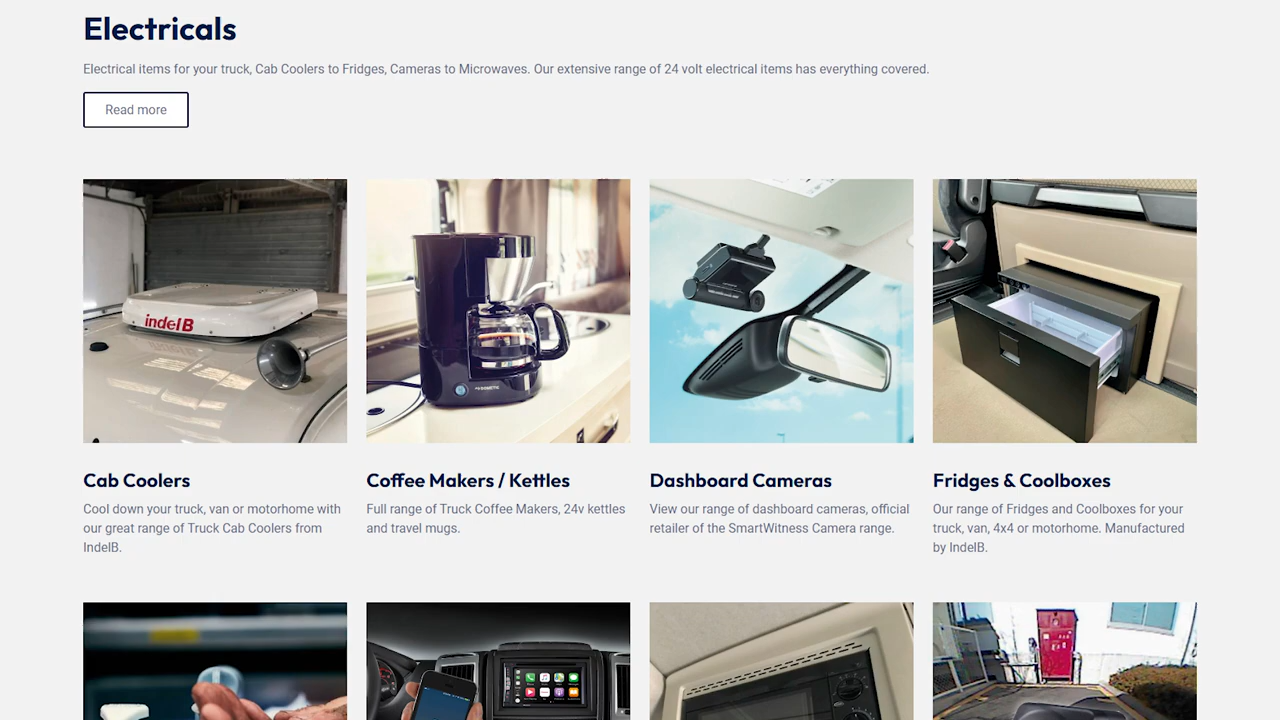 Electricals
Electrical items for your truck, Cab Coolers to Fridges, Cameras to Microwaves. Our extensive range of 24 volt electrical items has everything covered.
Read more
indelB
DOMETIC
Cab Coolers
Cool down your truck, van or motorhome with
our great range of Truck Cab Coolers from
IndelB.
Coffee Makers / Kettles
Full range of Truck Coffee Makers, 24v kettles
and travel mugs.
Dashboard Cameras
View our range of dashboard cameras, official
retailer of the SmartWitness Camera range.
Fridges & Coolboxes
Our range of Fridges and Coolboxes for your
truck, van, 4x4 or motorhome. Manufactured
by IndelB.